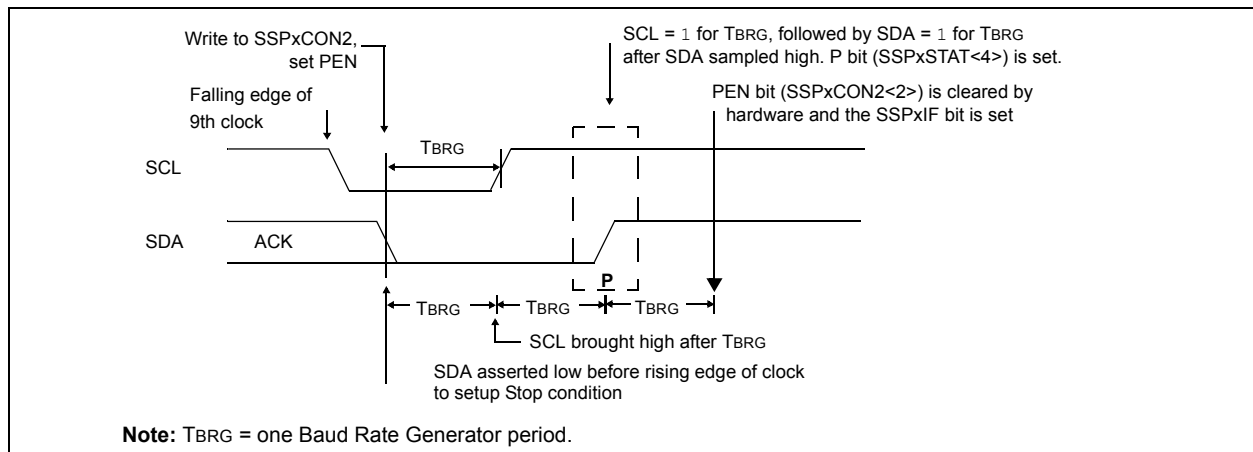 Write to SSPxCON2,
set PEN
SCL = 1 for TBRG, followed by SDA = 1 for TBRG
after SDA sampled high. P bit (SSPxSTAT<4>) is set.
Falling edge of
9th clock
PEN bit (SSPxCON2<2>) is cleared by
hardware and the SSPxIF bit is set
TBRG
SCL
SDA
ACK
P
TBRG
TBRG
TBRG
SCL brought high after TBRG
SDA asserted low before rising edge of clock
to setup Stop condition
Note: TBRG = one Baud Rate Generator period.